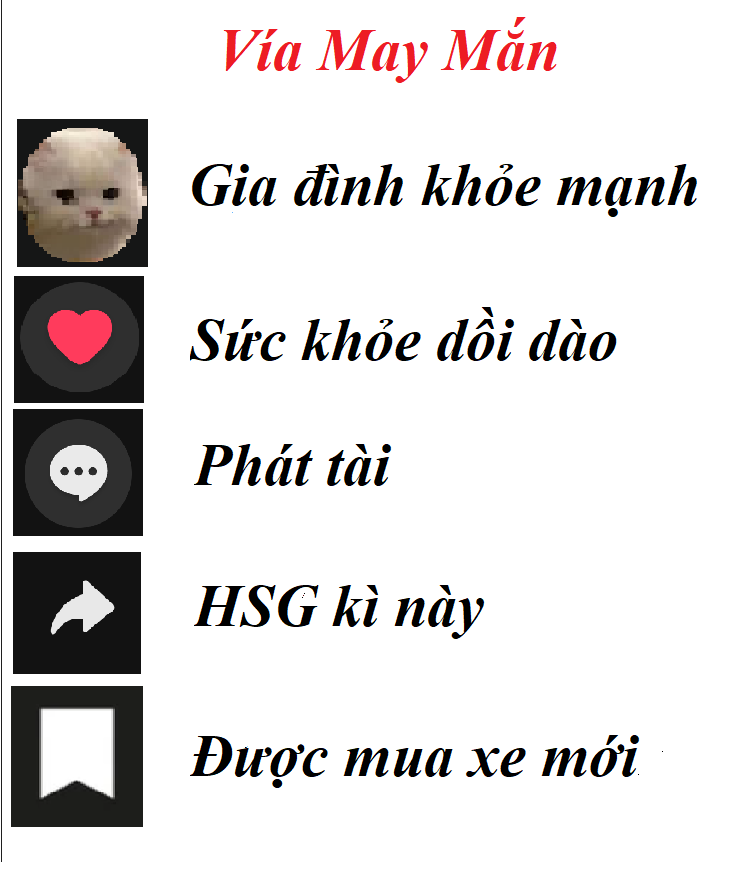 Vía May Mắn
Gia đình khỏe mạnh
Sức khỏe dồi dào
Phát tài
HSG kì này
Được mua xe mới